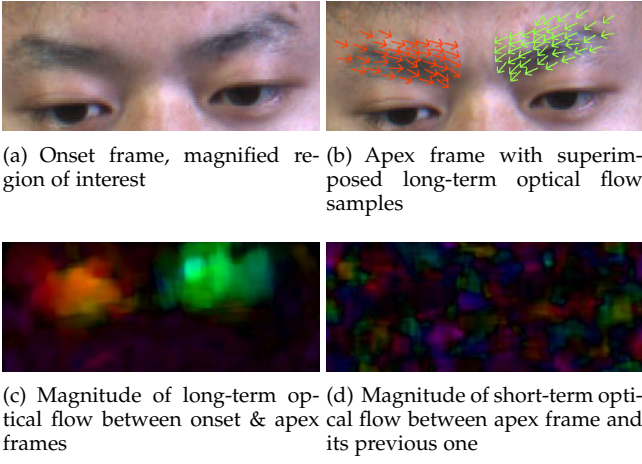 (a) Onset frame, magnified re-
gion of interest
(b) Apex frame with superim-
posed long-term optical flow
samples
(c) Magnitude of long-term op-
tical flow between onset & apex
frames
(d) Magnitude of short-term opti-
cal flow between apex frame and
its previous one